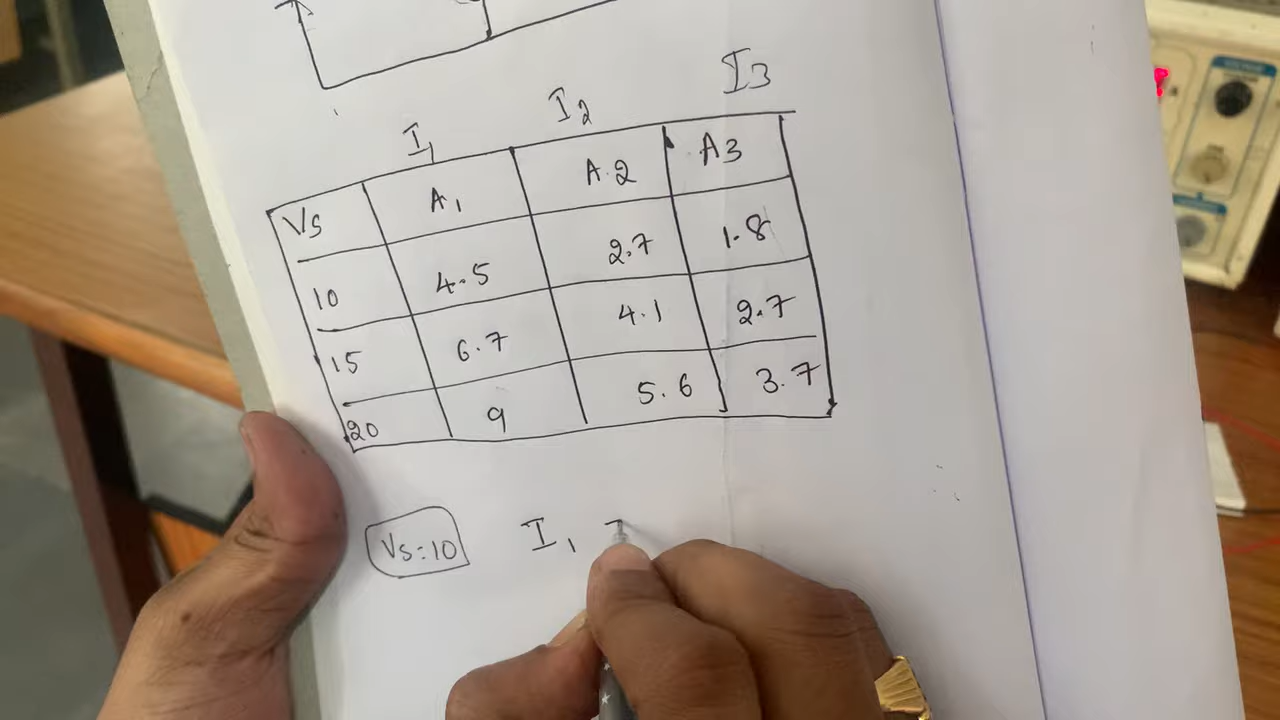 I1 I2 I3
Vs A1 A.2 A3
10 4.5 2.7 1.8
15 6.7 4.1 2.7
20 9 5.6 3.7
Vs=10 I1